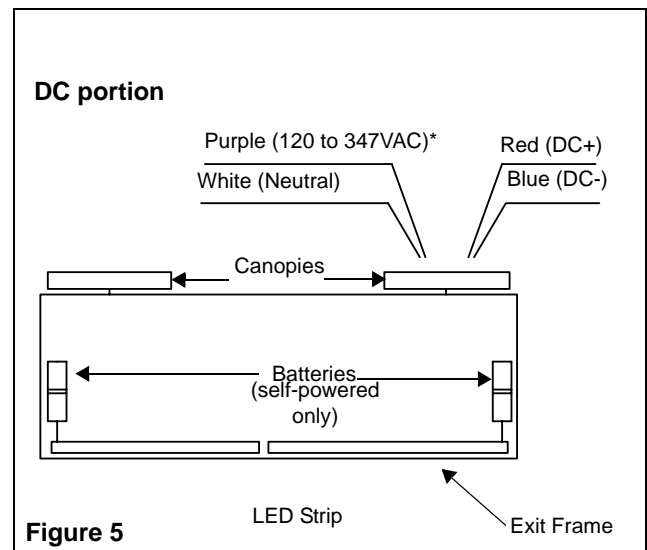 DC portion
Purple (120 to 347VAC)*
Red (DC+)
White (Neutral)
Blue (DC-)
Canopies
Batteries
(self-powered
only)
LED Strip
Exit Frame
Figure 5